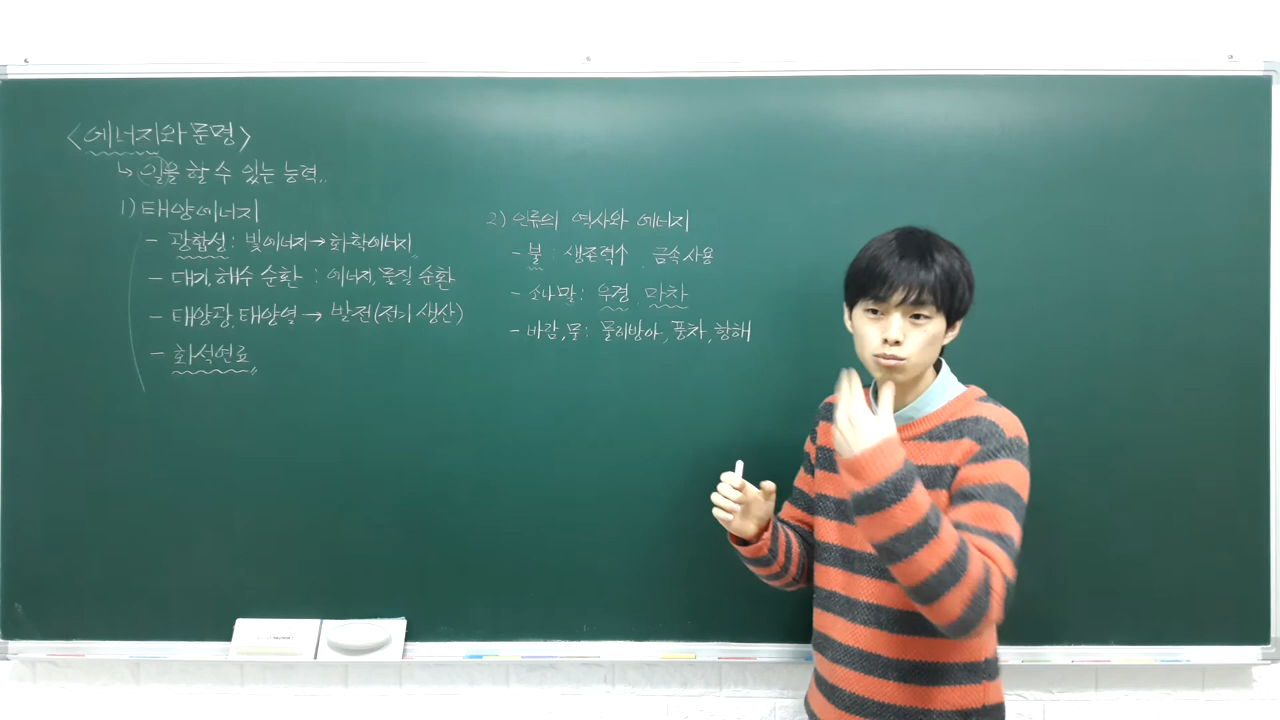 <에너지와 문명>
↳ 일을 할 수 있는 능력..
1) 태양에너지
- 광합성 : 빛에너지 → 화학에너지
- 대기, 해수 순환 : 에너지, 물질 순환
- 태양광, 태양열 → 발전(전기 생산)
- 화석연료
2) 인류의 역사와 에너지
- 불 : 생존력↑, 금속 사용
- 소나 말 : 우경, 마차
- 바람, 물 : 물레방아, 풍차, 항해